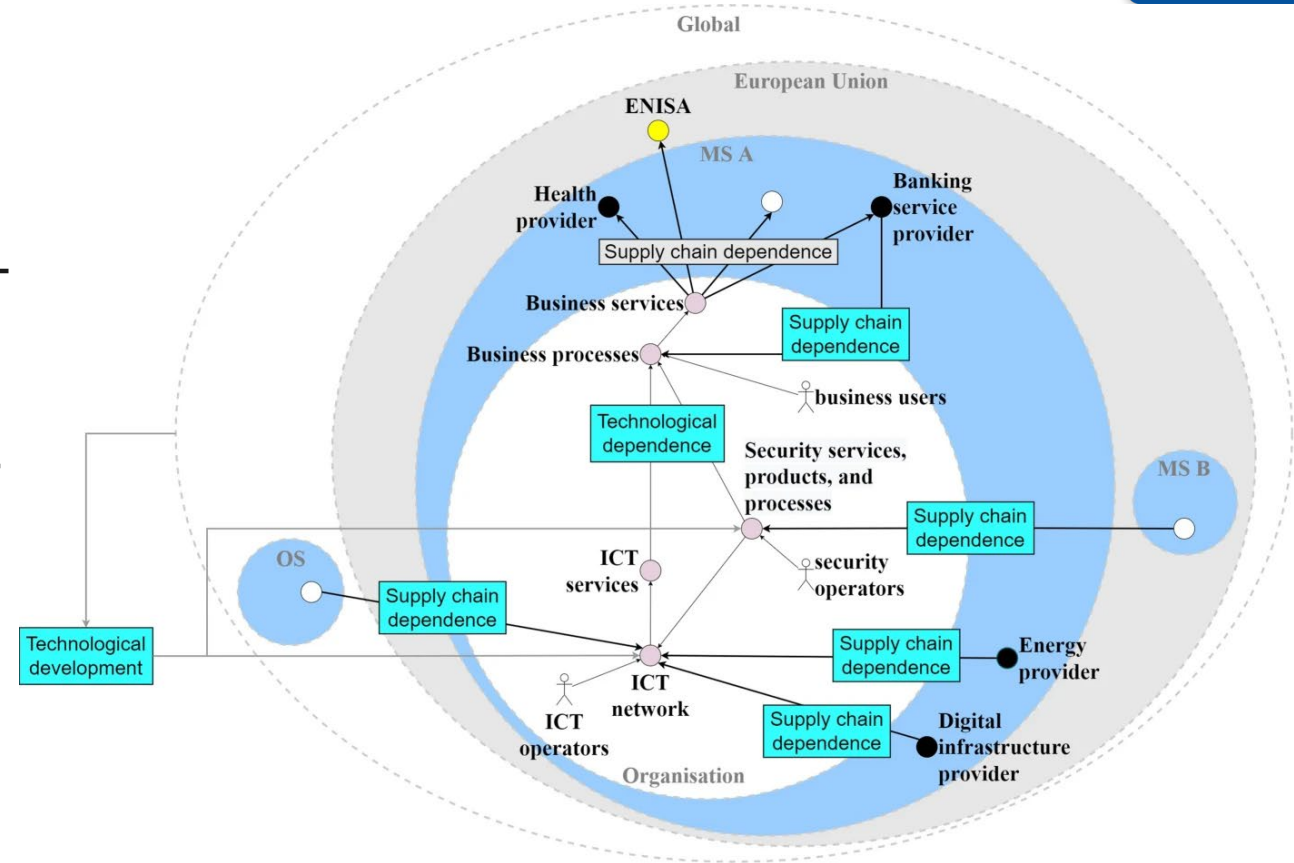 Global
European Union
ENISA
MS A
Health
provider
Banking
service
provider
Supply chain dependence
Business services
Supply chain
dependence
Business processes
business users
Technological
dependence
Security services,
products, and
processes
MS B
Supply chain
dependence
OS
ICT
services
security
operators
Supply chain
dependence
Technological
development
Supply chain
dependence
Energy
provider
ICT
network
ICT
operators
Supply chain
dependence
Digital
infrastructure
provider
Organisation